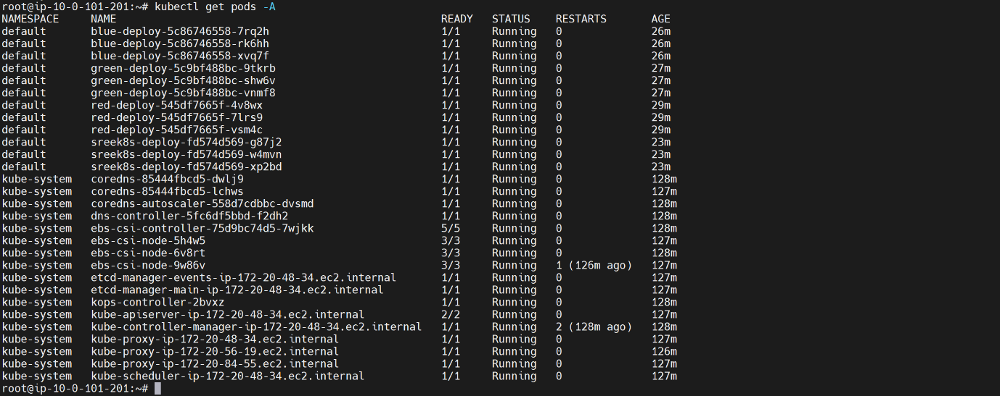 root@ip-10-0-101-201:~# kubectl get pods -A
NAMESPACE     NAME                                                    READY   STATUS    RESTARTS       AGE
default       blue-deploy-5c86746558-7rq2h                            1/1     Running   0              26m
default       blue-deploy-5c86746558-rk6hh                            1/1     Running   0              26m
default       blue-deploy-5c86746558-xvq7f                            1/1     Running   0              26m
default       green-deploy-5c9bf488bc-9tkrb                           1/1     Running   0              27m
default       green-deploy-5c9bf488bc-shw6v                           1/1     Running   0              27m
default       green-deploy-5c9bf488bc-vnmf8                           1/1     Running   0              27m
default       red-deploy-545df7665f-4v8wx                             1/1     Running   0              29m
default       red-deploy-545df7665f-7lrs9                             1/1     Running   0              29m
default       red-deploy-545df7665f-vsm4c                             1/1     Running   0              29m
default       sreek8s-deploy-fd574d569-g87j2                          1/1     Running   0              23m
default       sreek8s-deploy-fd574d569-w4mvn                          1/1     Running   0              23m
default       sreek8s-deploy-fd574d569-xp2bd                          1/1     Running   0              23m
kube-system   coredns-85444fbcd5-dwlj9                                1/1     Running   0              128m
kube-system   coredns-85444fbcd5-lchws                                1/1     Running   0              127m
kube-system   coredns-autoscaler-558d7cdbbc-dvsmd                     1/1     Running   0              128m
kube-system   dns-controller-5fc6df5bbd-f2dh2                         1/1     Running   0              128m
kube-system   ebs-csi-controller-75d9bc74d5-7wjkk                     5/5     Running   0              128m
kube-system   ebs-csi-node-5h4w5                                      3/3     Running   0              127m
kube-system   ebs-csi-node-6v8rt                                      3/3     Running   0              128m
kube-system   ebs-csi-node-9w86v                                      3/3     Running   1 (126m ago)   127m
kube-system   etcd-manager-events-ip-172-20-48-34.ec2.internal        1/1     Running   0              127m
kube-system   etcd-manager-main-ip-172-20-48-34.ec2.internal          1/1     Running   0              127m
kube-system   kops-controller-2bvxz                                   1/1     Running   0              128m
kube-system   kube-apiserver-ip-172-20-48-34.ec2.internal             2/2     Running   0              127m
kube-system   kube-controller-manager-ip-172-20-48-34.ec2.internal    1/1     Running   2 (128m ago)   128m
kube-system   kube-proxy-ip-172-20-48-34.ec2.internal                 1/1     Running   0              127m
kube-system   kube-proxy-ip-172-20-56-19.ec2.internal                 1/1     Running   0              126m
kube-system   kube-proxy-ip-172-20-84-55.ec2.internal                 1/1     Running   0              127m
kube-system   kube-scheduler-ip-172-20-48-34.ec2.internal             1/1     Running   0              127m
root@ip-10-0-101-201:~#